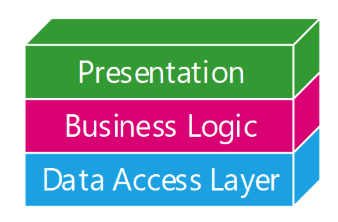 Presentation
Business Logic
Data Access Layer